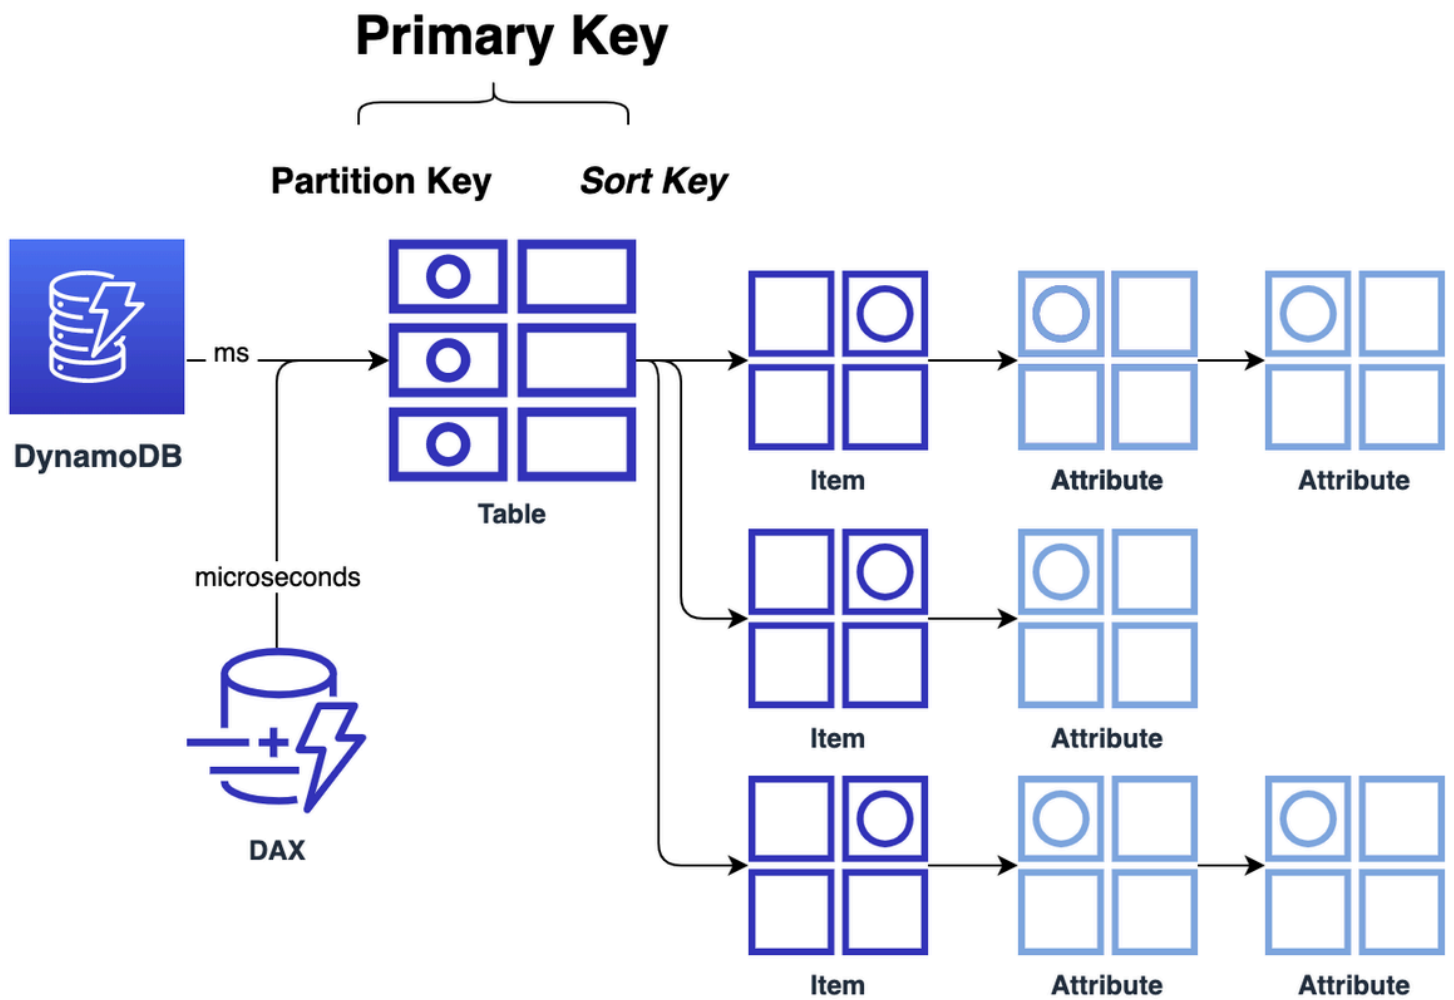 Primary Key
Partition Key
Sort Key
ms
DynamoDB
Table
Item
Attribute
Attribute
microseconds
Item
Attribute
DAX
Item
Attribute
Attribute